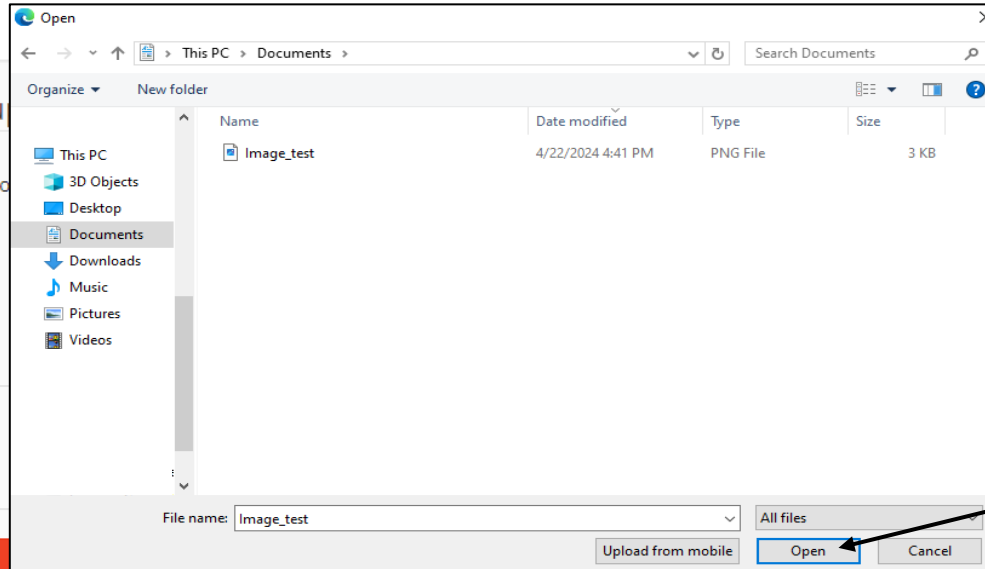 Open
This PC > Documents >
Search Documents
Organize
New folder
?
Name
Date modified
Type
Size
Image_test
4/22/2024 4:41 PM
PNG File
3 KB
This PC
3D Objects
Desktop
Documents
Downloads
Music
Pictures
Videos
File name:
Image_test
All files
Upload from mobile
Open
Cancel